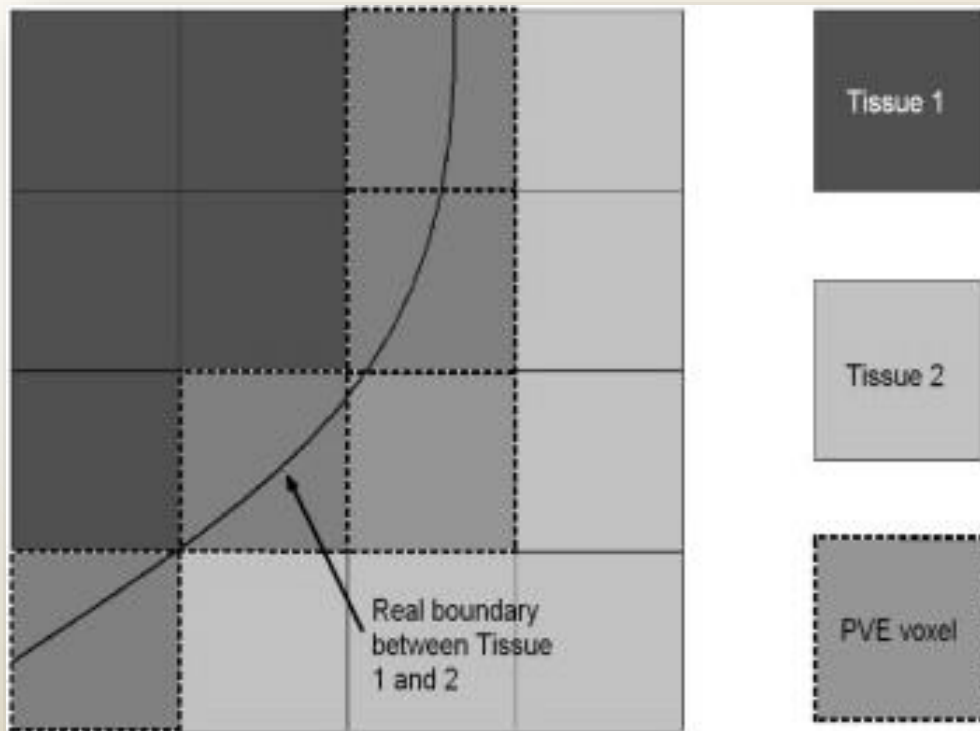 Tissue 1
Tissue 2
Real boundary
between Tissue
1 and 2
PVE voxel